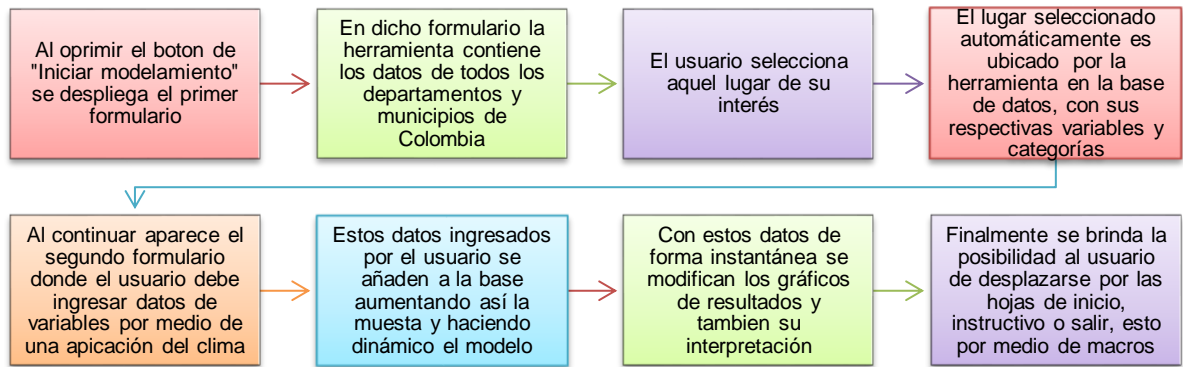 Al oprimir el boton de
"Iniciar modelamiento"
se despliega el primer
formulario
En dicho formulario la
herramienta contiene
los datos de todos los
departamentos y
municipios de
Colombia
El usuario selecciona
aquel lugar de su
interés
El lugar seleccionado
automáticamente es
ubicado por la
herramienta en la base
de datos, con sus
respectivas variables y
categorías
Al continuar aparece el
segundo formulario
donde el usuario debe
ingresar datos de
variables por medio de
una apicación del clima
Estos datos ingresados
por el usuario se
añaden a la base
aumentando así la
muesta y haciendo
dinámico el modelo
Con estos datos de
forma instantánea se
modifican los gráficos
de resultados y
tambien su
interpretación
Finalmente se brinda la
posibilidad al usuario
de desplazarse por las
hojas de inicio,
instructivo o salir, esto
por medio de macros